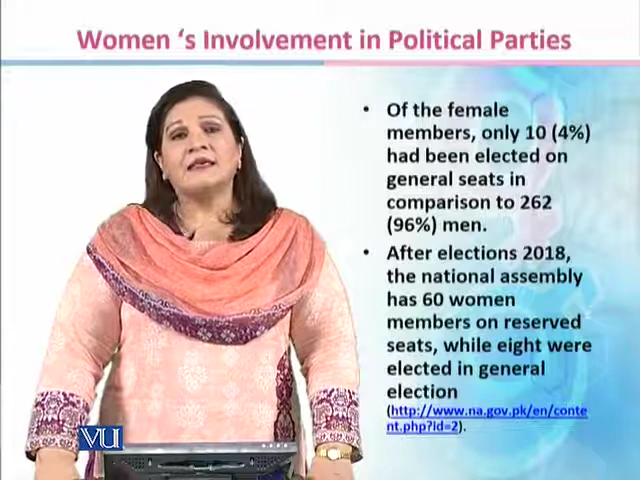 Women ‘s Involvement in Political Parties
• Of the female
members, only 10 (4%)
had been elected on
general seats in
comparison to 262
(96%) men.
• After elections 2018,
the national assembly
has 60 women
members on reserved
seats, while eight were
elected in general
election
(http://www.na.gov.pk/en/conte
nt.php?id=2).
VU